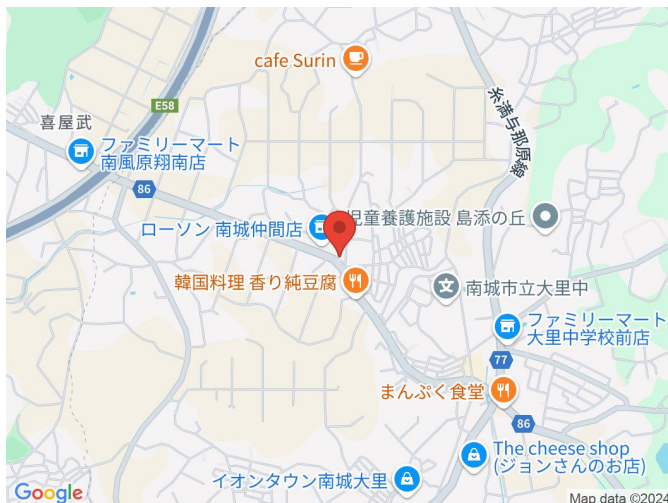 cafe Surin
E58
糸満与那原線
喜屋武
ファミリーマート
南風原翔南店
86
ローソン 南城仲間店
児童養護施設 島添の丘
韓国料理 香り純豆腐
南城市立大里中
ファミリーマート
大里中学校前店
77
まんぷく食堂
86
The cheese shop
(ジョンさんのお店)
イオンタウン南城大里
Google
Map data ©2024